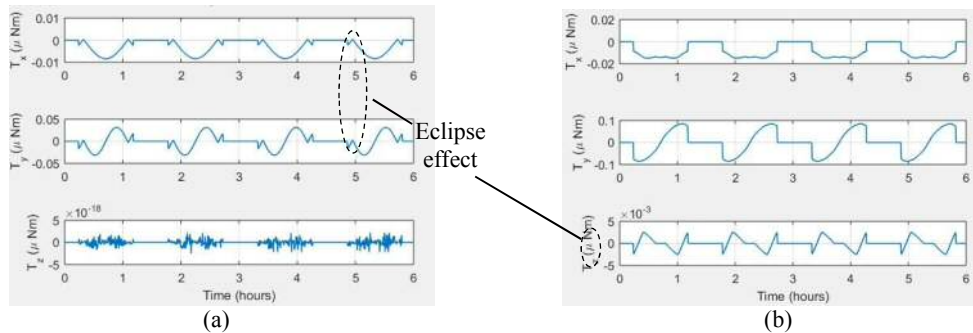 0.01
0
-0.01
T_x (μ Nm)
0 1 2 3 4 5 6
0.05
0
-0.05
T_y (μ Nm)
0 1 2 3 4 5 6
×10^-18
5
0
-5
T_z (μ Nm)
0 1 2 3 4 5 6
Time (hours)
(a)
Eclipse
effect
0.02
0
-0.02
T_x (μ Nm)
0 1 2 3 4 5 6
0.1
0
-0.1
T_y (μ Nm)
0 1 2 3 4 5 6
×10^-3
5
0
-5
(μ Nm)
0 1 2 3 4 5 6
Time (hours)
(b)